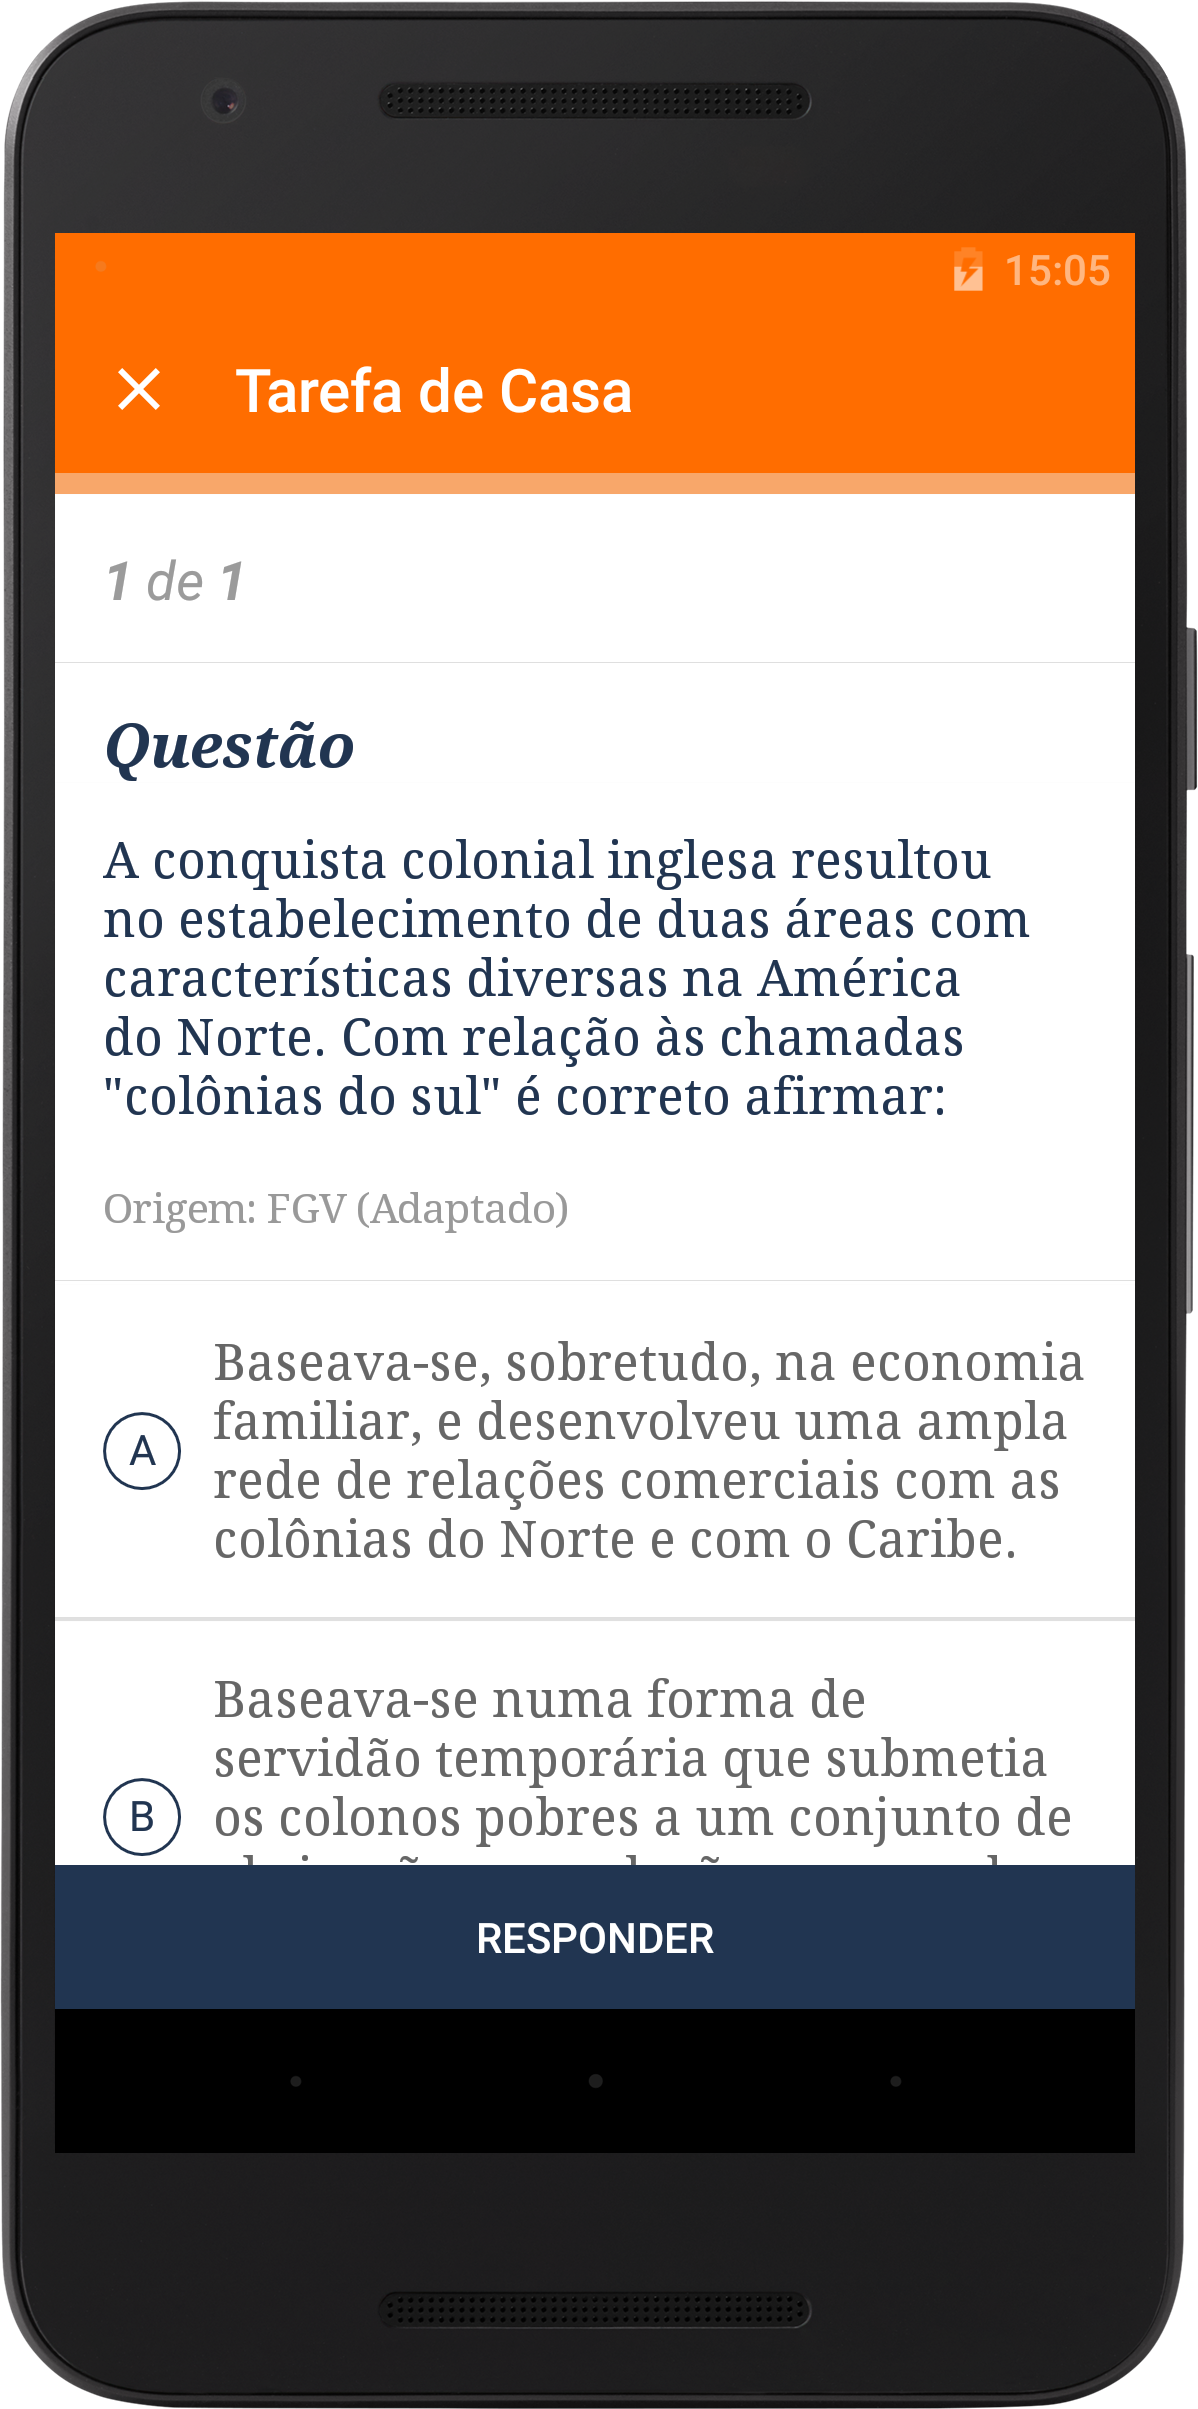 15:05
Tarefa de Casa
1 de 1
Questão
A conquista colonial inglesa resultou
no estabelecimento de duas áreas com
características diversas na América
do Norte. Com relação às chamadas
"colônias do sul" é correto afirmar:
Origem: FGV (Adaptado)
A
Baseava-se, sobretudo, na economia
familiar, e desenvolveu uma ampla
rede de relações comerciais com as
colônias do Norte e com o Caribe.
B
Baseava-se numa forma de
servidão temporária que submetia
os colonos pobres a um conjunto de
RESPONDER